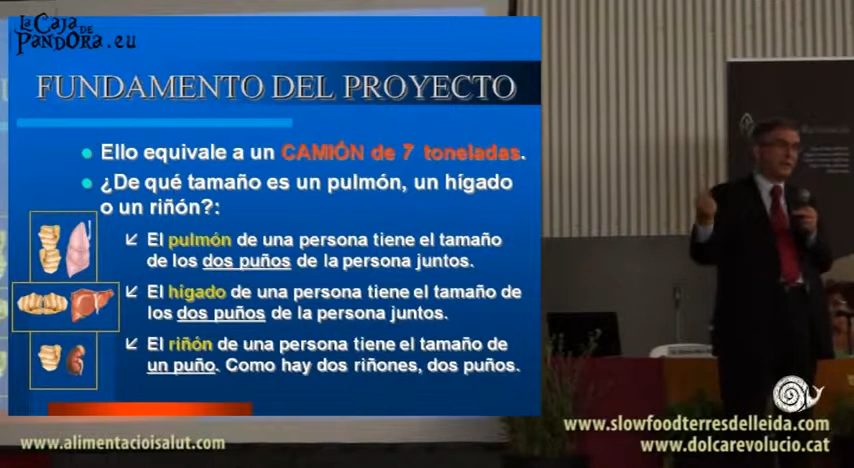 La Caja
DE
PANDORA.eu
FUNDAMENTO DEL PROYECTO
Ello equivale a un CAMIÓN de 7 toneladas.
¿De qué tamaño es un pulmón, un hígado
o un riñón?:
El pulmón de una persona tiene el tamaño
de los dos puños de la persona juntos.
El hígado de una persona tiene el tamaño de
los dos puños de la persona juntos.
El riñón de una persona tiene el tamaño de
un puño. Como hay dos riñones, dos puños.
www.slowfoodterresdelleida.com
www.alimentacioisalut.com
www.dolcarevolucio.cat